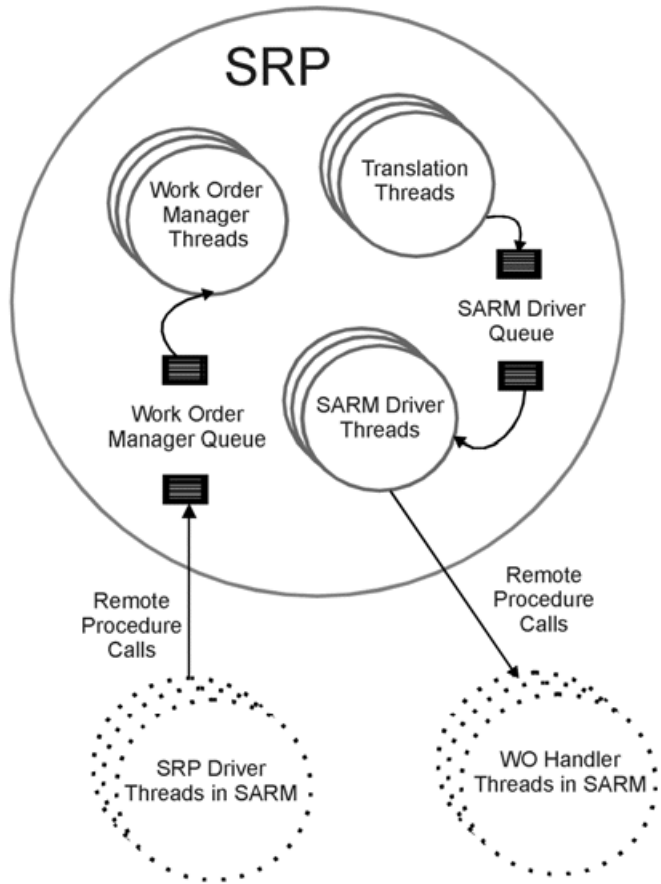 SRP
Work Order
Manager
Threads
Translation
Threads
SARM Driver
Queue
SARM Driver
Threads
Work Order
Manager Queue
Remote
Procedure
Calls
Remote
Procedure
Calls
SRP Driver
Threads in SARM
WO Handler
Threads in SARM